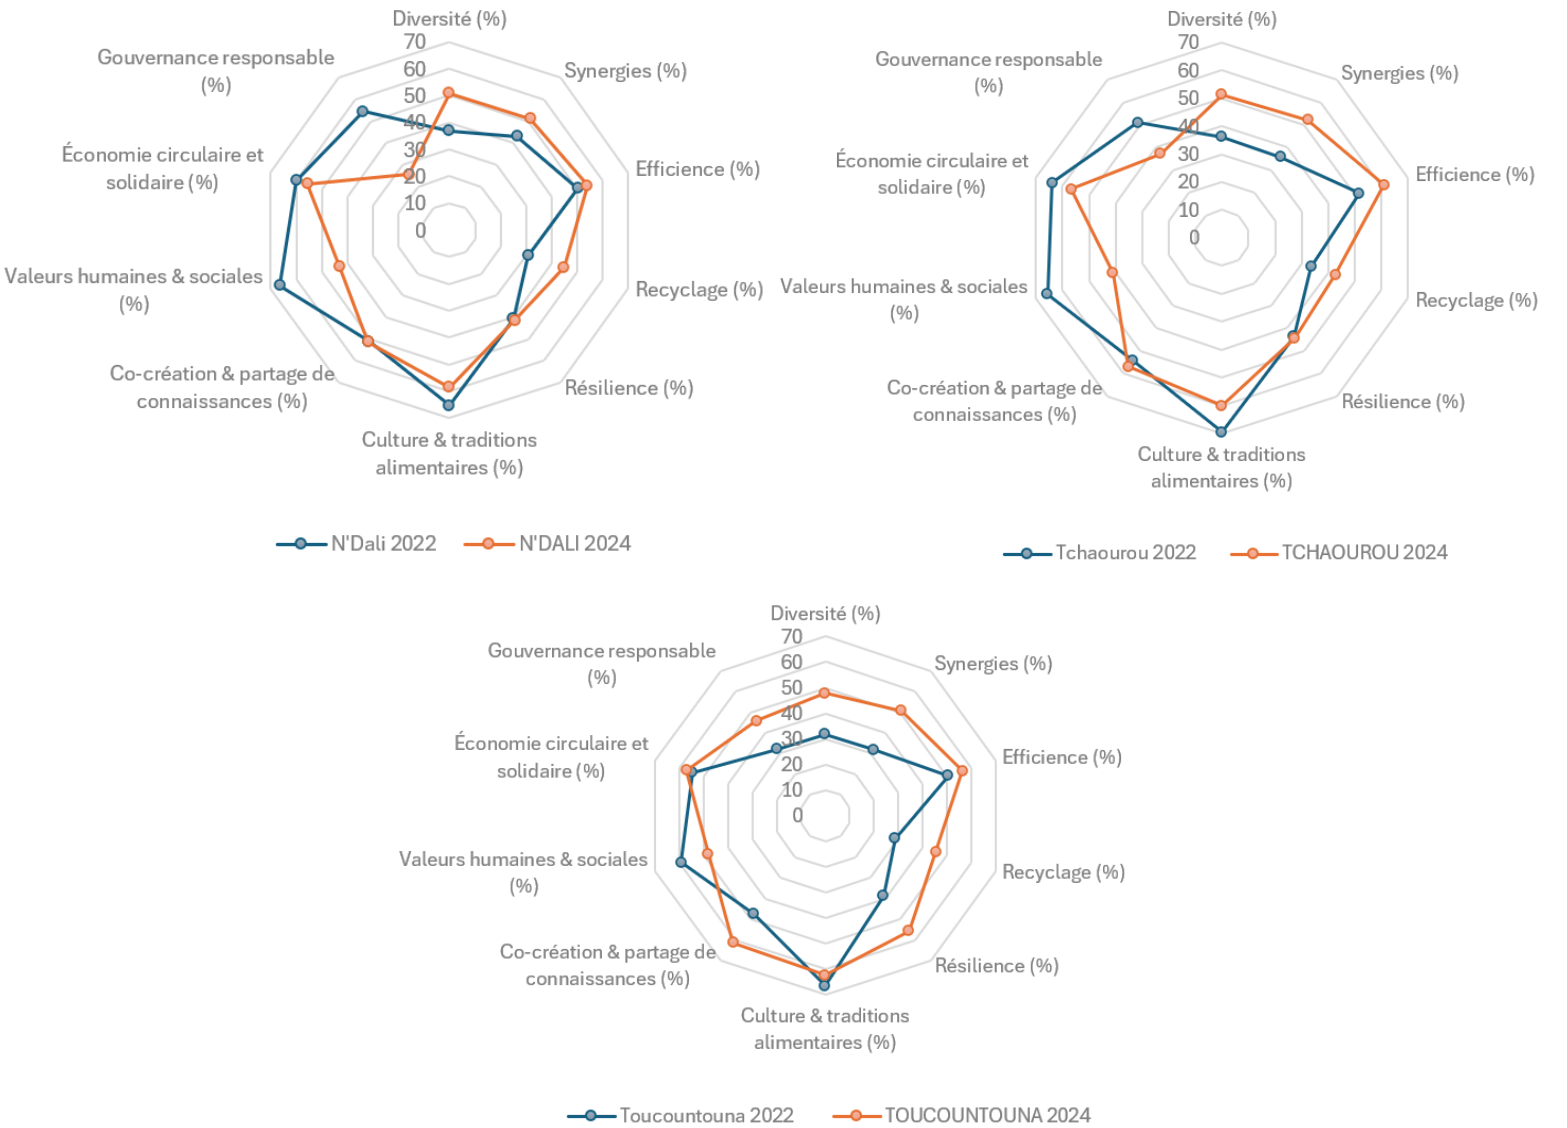 Diversité (%)
70
60
50
40
30
20
10
0
Synergies (%)
Efficience (%)
Recyclage (%)
Résilience (%)
Culture & traditions
alimentaires (%)
Co-création & partage de
connaissances (%)
Valeurs humaines & sociales
(%)
Économie circulaire et
solidaire (%)
Gouvernance responsable
(%)
N'Dali 2022
N'DALI 2024
Diversité (%)
70
60
50
40
30
20
10
0
Synergies (%)
Efficience (%)
Recyclage (%)
Résilience (%)
Culture & traditions
alimentaires (%)
Co-création & partage de
connaissances (%)
Valeurs humaines & sociales
(%)
Économie circulaire et
solidaire (%)
Gouvernance responsable
(%)
Tchaourou 2022
TCHAOUROU 2024
Diversité (%)
70
60
50
40
30
20
10
0
Synergies (%)
Efficience (%)
Recyclage (%)
Résilience (%)
Culture & traditions
alimentaires (%)
Co-création & partage de
connaissances (%)
Valeurs humaines & sociales
(%)
Économie circulaire et
solidaire (%)
Gouvernance responsable
(%)
Toucountouna 2022
TOUCOUNTOUNA 2024